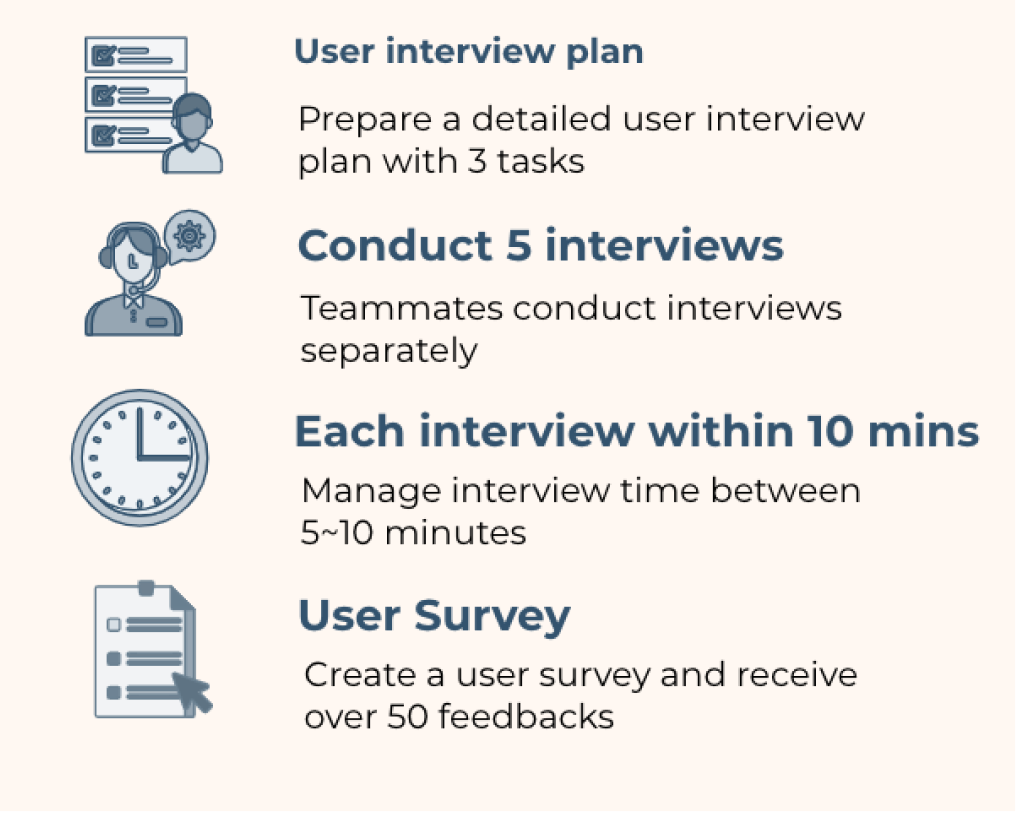 User interview plan
Prepare a detailed user interview
plan with 3 tasks
Conduct 5 interviews
Teammates conduct interviews
separately
Each interview within 10 mins
Manage interview time between
5~10 minutes
User Survey
Create a user survey and receive
over 50 feedbacks